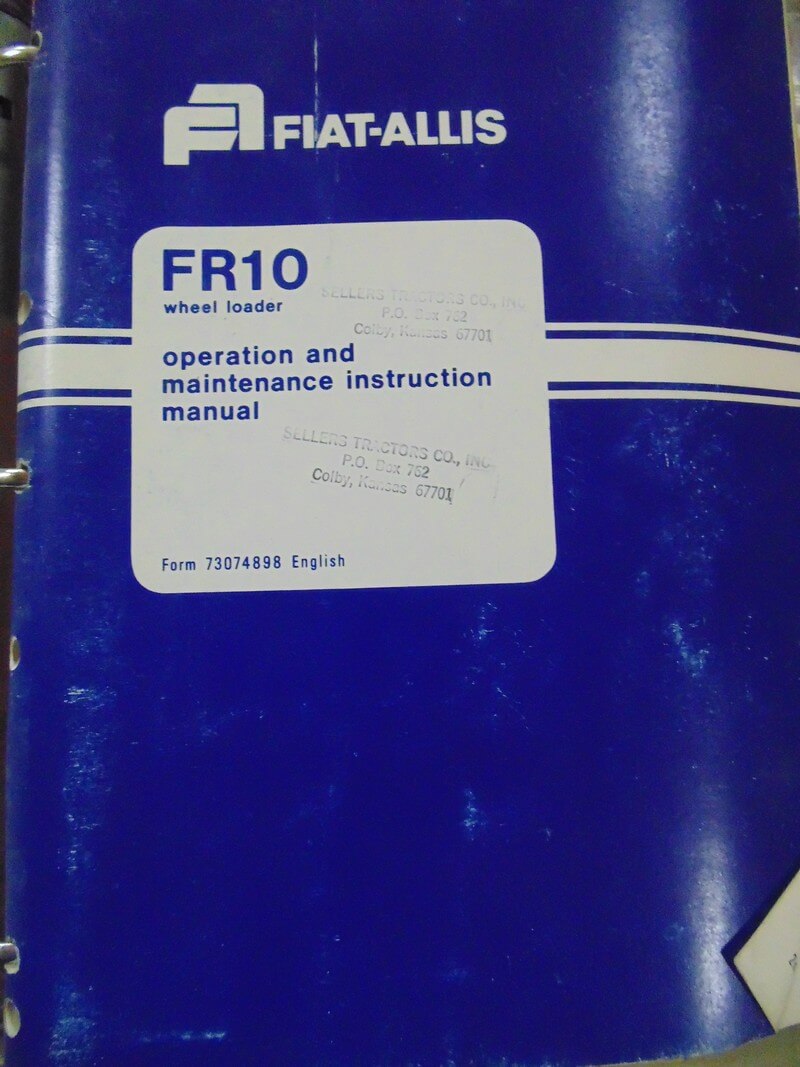 FIAT-ALLIS
FR10
wheel loader
SELLERS TRACTORS CO., INC.
P.O. Box 762
Colby, Kansas 67701
operation and
maintenance instruction
manual
SELLERS TRACTORS CO., INC.
P.O. Box 762
Colby, Kansas 67701
Form 73074898 English